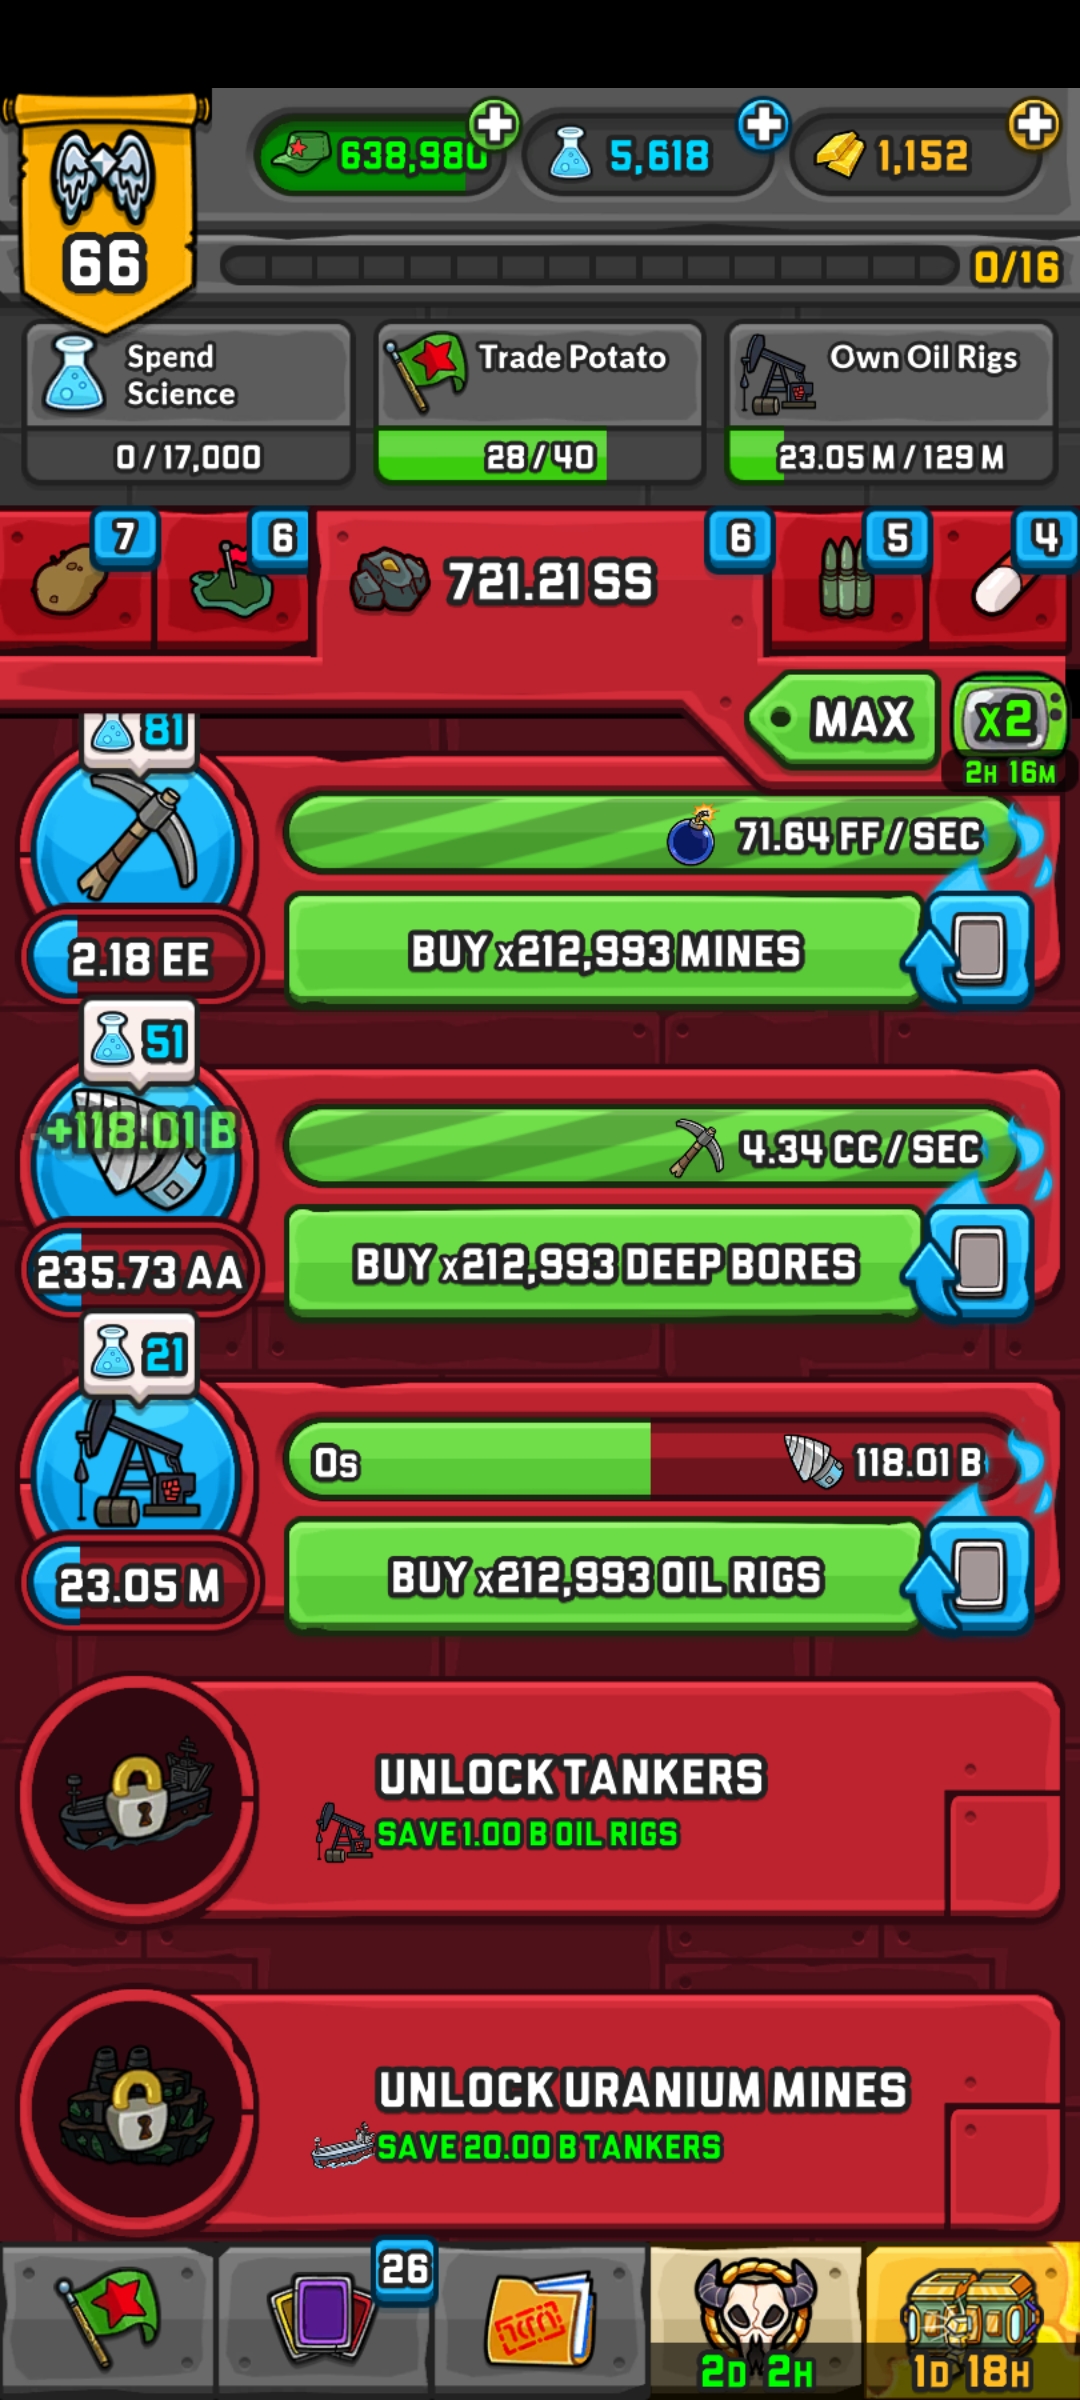 66
638,980
5,618
1,152
0/16
Spend
Science
0 / 17,000
Trade Potato
28 / 40
Own Oil Rigs
23.05 M / 129 M
7
6
721.21 SS
6
5
4
MAX
x2
2H 16M
81
71.64 FF / SEC
2.18 EE
BUY x212,993 MINES
51
+118.01 B
4.34 CC / SEC
235.73 AA
BUY x212,993 DEEP BORES
21
0s
118.01 B
23.05 M
BUY x212,993 OIL RIGS
UNLOCK TANKERS
SAVE 1.00 B OIL RIGS
UNLOCK URANIUM MINES
SAVE 20.00 B TANKERS
26
2D 2H
1D 18H